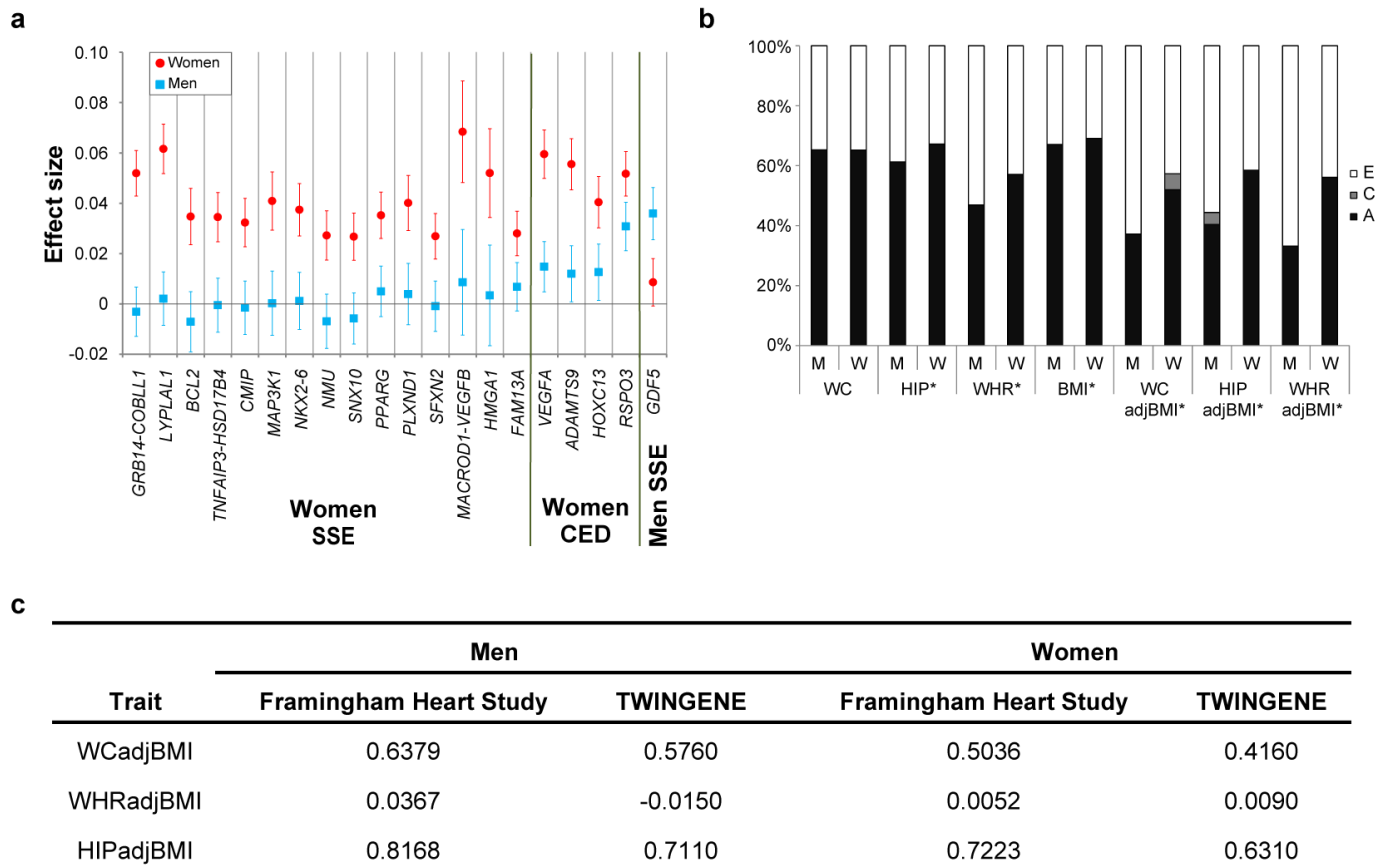 a
0.10
0.08
0.06
0.04
0.02
0
-0.02
Effect size
Women
Men
GRB14-COBLL1
LYPLAL1
BCL2
TNFAIP3-HSD17B4
CMIP
MAP3K1
NKX2-6
NMU
SNX10
PPARG
PLXND1
SFXN2
MACROD1-VEGFB
HMGA1
FAM13A
VEGFA
ADAMTS9
HOXC13
RSPO3
GDF5
Women
SSE
Women
CED
Men SSE
b
100%
80%
60%
40%
20%
0%
E
C
A
M W M W M W M W M W M W M W
WC HIP* WHR* BMI* WC HIP WHR
adjBMI* adjBMI* adjBMI*
c
Men Women
Trait Framingham Heart Study TWINGENE Framingham Heart Study TWINGENE
WCadjBMI 0.6379 0.5760 0.5036 0.4160
WHRadjBMI 0.0367 -0.0150 0.0052 0.0090
HIPadjBMI 0.8168 0.7110 0.7223 0.6310